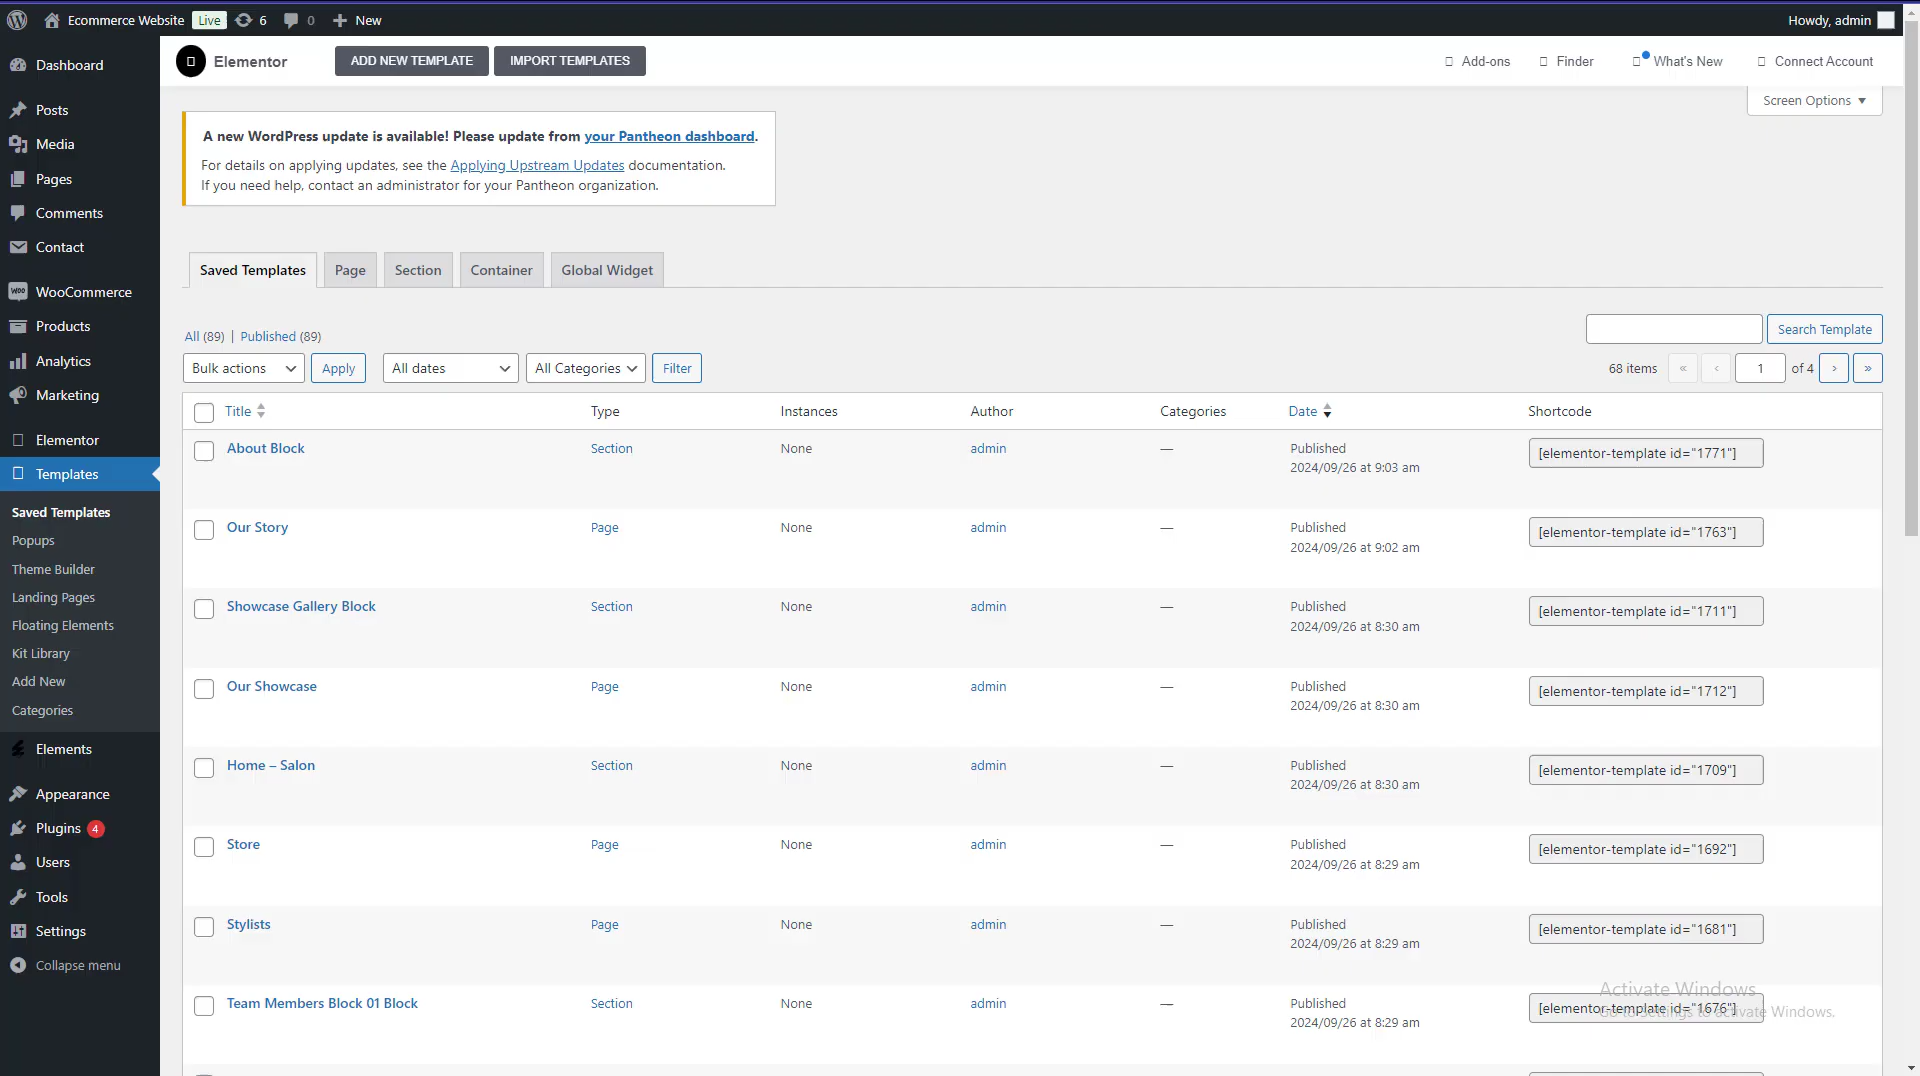 Ecommerce Website Live 6 0 New Howdy, admin
Elementor ADD NEW TEMPLATE IMPORT TEMPLATES Add-ons Finder What's New Connect Account
Screen Options ▼
Dashboard
Posts
Media
Pages
Comments
Contact
WooCommerce
Products
Analytics
Marketing
Elementor
Templates
Saved Templates
Popups
Theme Builder
Landing Pages
Floating Elements
Kit Library
Add New
Categories
Elements
Appearance
Plugins 4
Users
Tools
Settings
Collapse menu
A new WordPress update is available! Please update from your Pantheon dashboard.
For details on applying updates, see the Applying Upstream Updates documentation.
If you need help, contact an administrator for your Pantheon organization.
Saved Templates Page Section Container Global Widget
All (89) | Published (89) Search Template
Bulk actions Apply All dates All Categories Filter 68 items « ‹ 1 of 4 › »
Title Type Instances Author Categories Date Shortcode
About Block Section None admin — Published [elementor-template id="1771"]
2024/09/26 at 9:03 am
Our Story Page None admin — Published [elementor-template id="1763"]
2024/09/26 at 9:02 am
Showcase Gallery Block Section None admin — Published [elementor-template id="1711"]
2024/09/26 at 8:30 am
Our Showcase Page None admin — Published [elementor-template id="1712"]
2024/09/26 at 8:30 am
Home – Salon Section None admin — Published [elementor-template id="1709"]
2024/09/26 at 8:30 am
Store Page None admin — Published [elementor-template id="1692"]
2024/09/26 at 8:29 am
Stylists Page None admin — Published [elementor-template id="1681"]
2024/09/26 at 8:29 am
Team Members Block 01 Block Section None admin — Published [elementor-template id="1676"]
2024/09/26 at 8:29 am
Activate Windows
Go to Settings to activate Windows.